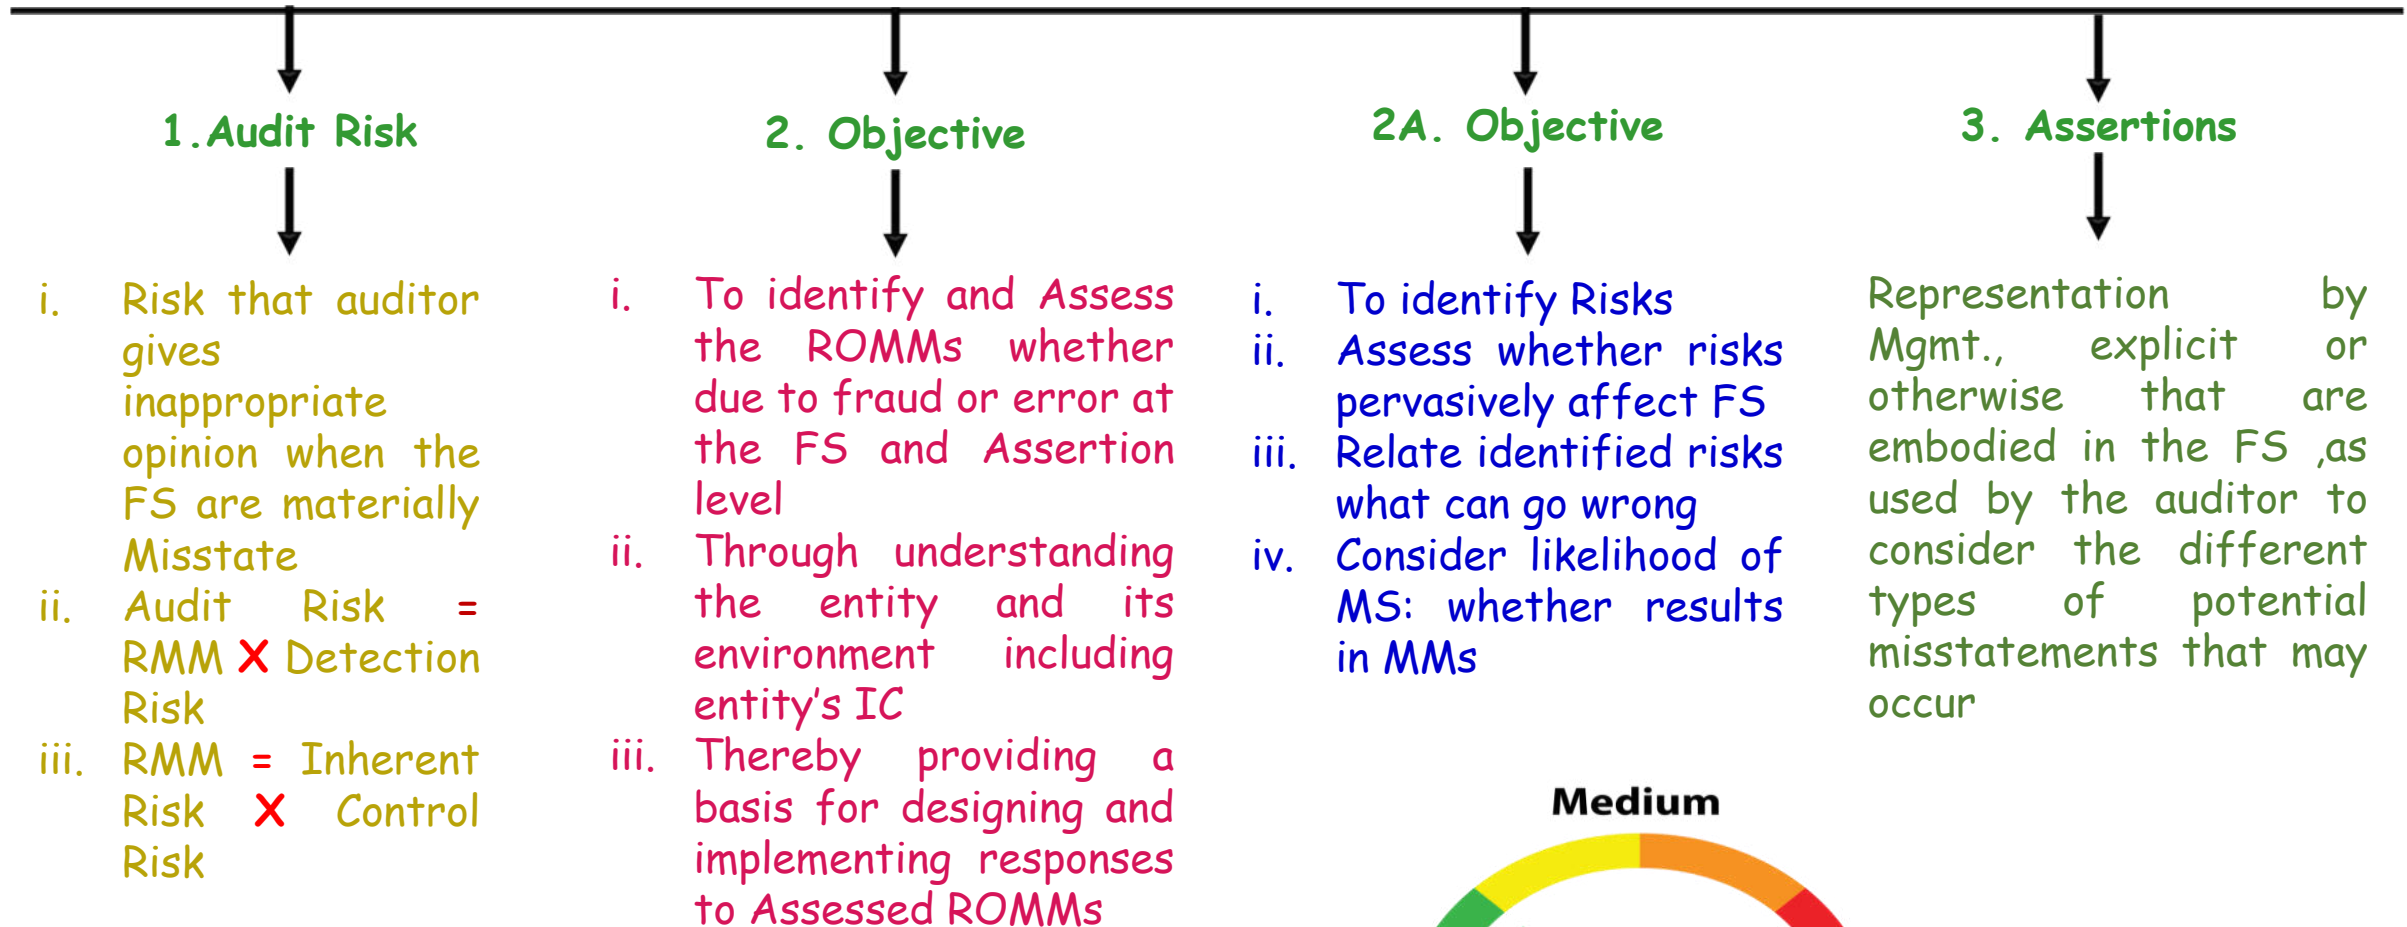 1.Audit Risk
i. Risk that auditor
gives
inappropriate
opinion when the
FS are materially
Misstate
ii. Audit Risk =
RMM X Detection
Risk
iii. RMM = Inherent
Risk X Control
Risk
2. Objective
i. To identify and Assess
the ROMMs whether
due to fraud or error at
the FS and Assertion
level
ii. Through understanding
the entity and its
environment including
entity's IC
iii. Thereby providing a
basis for designing and
implementing responses
to Assessed ROMMs
2A. Objective
i. To identify Risks
ii. Assess whether risks
pervasively affect FS
iii. Relate identified risks
what can go wrong
iv. Consider likelihood of
MS: whether results
in MMs
Medium
3. Assertions
Representation by
Mgmt., explicit or
otherwise that are
embodied in the FS ,as
used by the auditor to
consider the different
types of potential
misstatements that may
occur